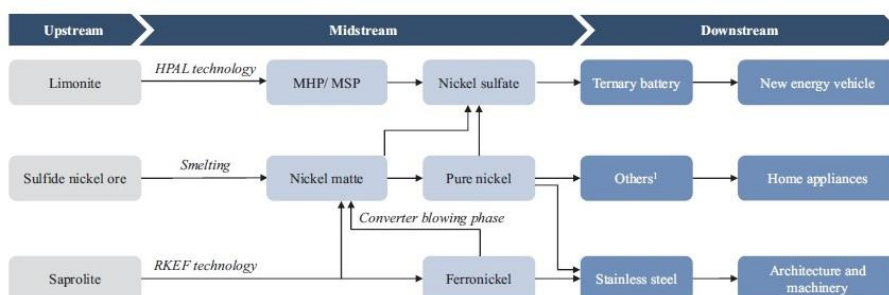 Upstream Midstream Downstream
Limonite HPAL technology MHP/ MSP Nickel sulfate Ternary battery New energy vehicle
Sulfide nickel ore Smelting Nickel matte Pure nickel Others¹ Home appliances
Converter blowing phase
Saprolite RKEF technology Ferronickel Stainless steel Architecture and
machinery